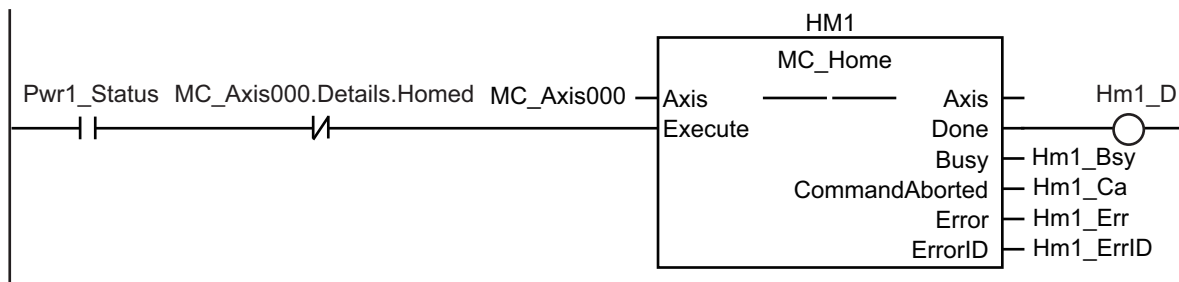 HM1
MC_Home
Pwr1_Status MC_Axis000.Details.Homed MC_Axis000 Axis Axis Hm1_D
Execute Done
Busy Hm1_Bsy
CommandAborted Hm1_Ca
Error Hm1_Err
ErrorID Hm1_ErrID